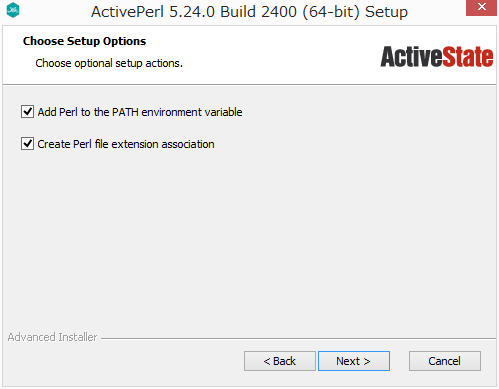 ActivePerl 5.24.0 Build 2400 (64-bit) Setup
Choose Setup Options
Choose optional setup actions.
ActiveState
Add Perl to the PATH environment variable
Create Perl file extension association
Advanced Installer
< Back
Next >
Cancel